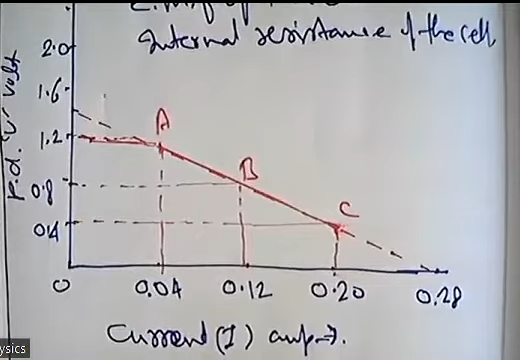 internal resistance of the cell
2.0
1.6
1.2
0.8
0.4
P.d. 'V' volt
A
B
C
0
0.04
0.12
0.20
0.28
Current (I) amp→.
ysics